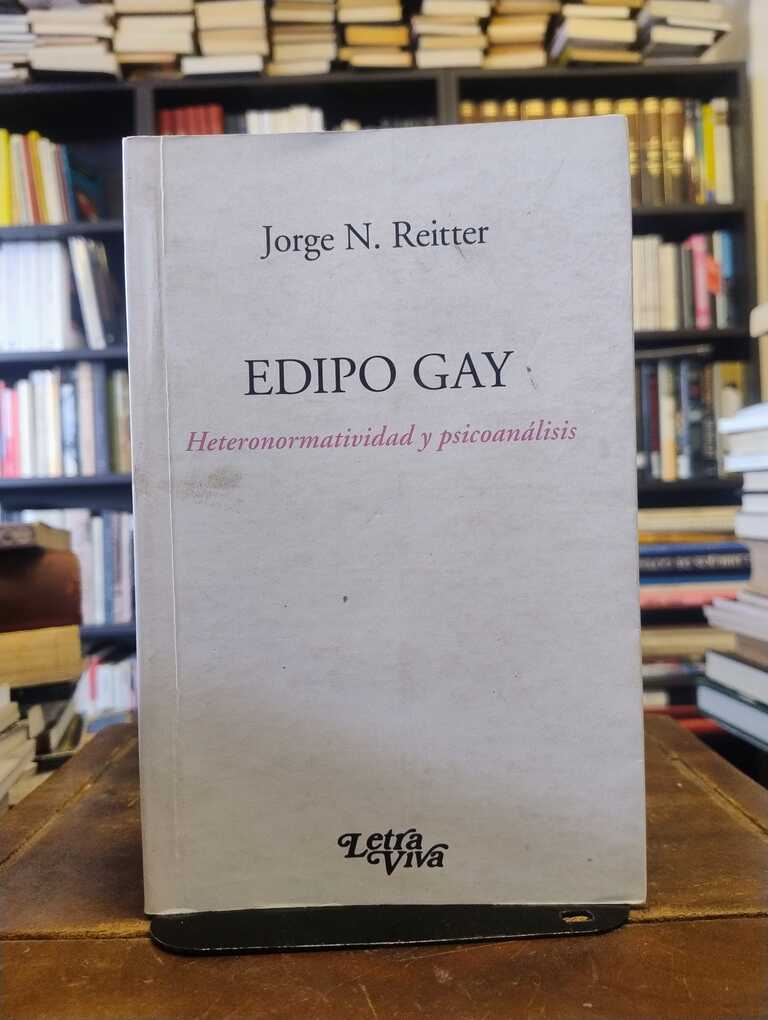 Jorge N. Reitter
EDIPO GAY
Heteronormatividad y psicoanálisis
Letra
Viva